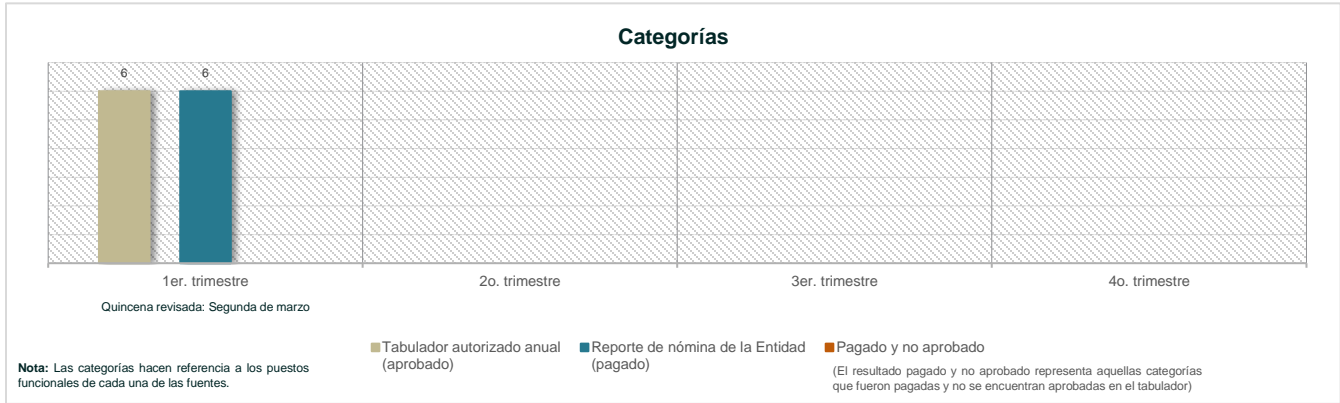 Categorías
6 6
1er. trimestre 2o. trimestre 3er. trimestre 4o. trimestre
Quincena revisada: Segunda de marzo
Tabulador autorizado anual
(aprobado)
Reporte de nómina de la Entidad
(pagado)
Pagado y no aprobado
(El resultado pagado y no aprobado representa aquellas categorías
que fueron pagadas y no se encuentran aprobadas en el tabulador)
Nota: Las categorías hacen referencia a los puestos
funcionales de cada una de las fuentes.